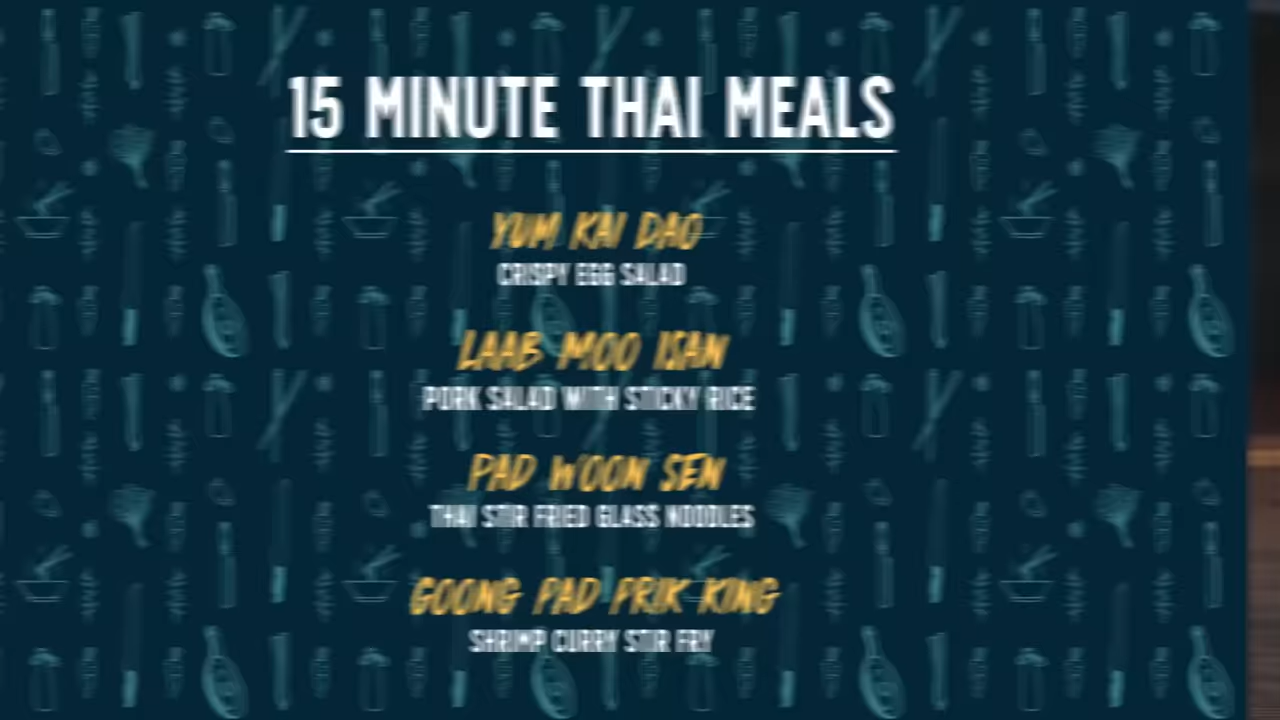 15 MINUTE THAI MEALS
YUM KAI DAO
CRISPY EGG SALAD
LAAB MOO ISAN
PORK SALAD WITH STICKY RICE
PAD WOON SEN
THAI STIR FRIED GLASS NOODLES
GOONG PAD PRIK KING
SHRIMP CURRY STIR FRY